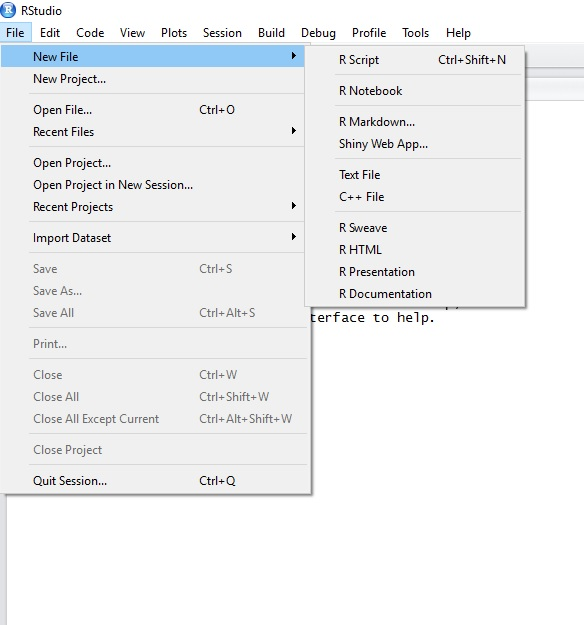 RStudio
File Edit Code View Plots Session Build Debug Profile Tools Help
New File
New Project...
Open File... Ctrl+O
Recent Files
Open Project...
Open Project in New Session...
Recent Projects
Import Dataset
Save Ctrl+S
Save As...
Save All Ctrl+Alt+S
Print...
Close Ctrl+W
Close All Ctrl+Shift+W
Close All Except Current Ctrl+Alt+Shift+W
Close Project
Quit Session... Ctrl+Q
R Script Ctrl+Shift+N
R Notebook
R Markdown...
Shiny Web App...
Text File
C++ File
R Sweave
R HTML
R Presentation
R Documentation
terface to help.